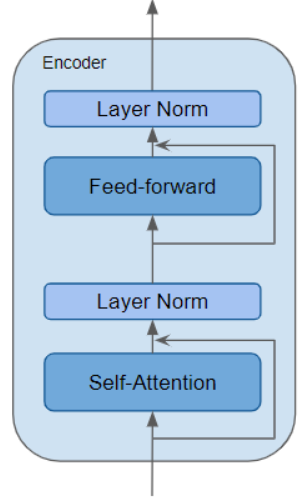 Encoder
Layer Norm
Feed-forward
Layer Norm
Self-Attention